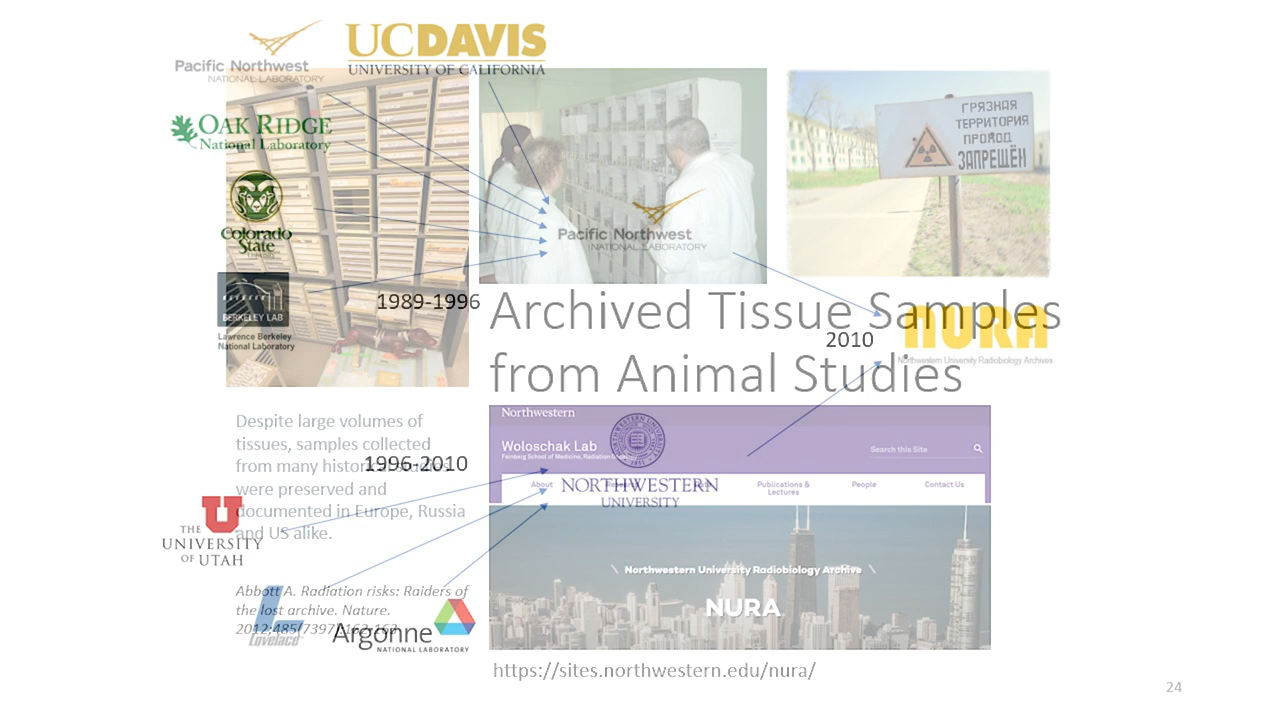 Pacific Northwest
NATIONAL LABORATORY
UCDAVIS
UNIVERSITY OF CALIFORNIA
OAK RIDGE
National Laboratory
Colorado
State
BERKELEY LAB
Lawrence Berkeley
National Laboratory
Pacific Northwest
NATIONAL LABORATORY
ГРЯЗНАЯ
ТЕРРИТОРИЯ
ПРОХОД
ЗАПРЕЩЁН
1989-1996
Archived Tissue Samples
from Animal Studies
2010
NURA
Northwestern University Radiobiology Archives
Despite large volumes of
tissues, samples collected
from many historical studies
were preserved and
documented in Europe, Russia
and US alike.
1996-2010
THE
UNIVERSITY
OF UTAH
Abbott A. Radiation risks: Raiders of
the lost archive. Nature.
2012;485(7397):162-163
Lovelace
Argonne
NATIONAL LABORATORY
Northwestern
Woloschak Lab
Feinberg School of Medicine, Radiation
Search this Site
About
Publications &
Lectures
People
Contact Us
NORTHWESTERN
UNIVERSITY
Northwestern University Radiobiology Archive
NURA
https://sites.northwestern.edu/nura/
24